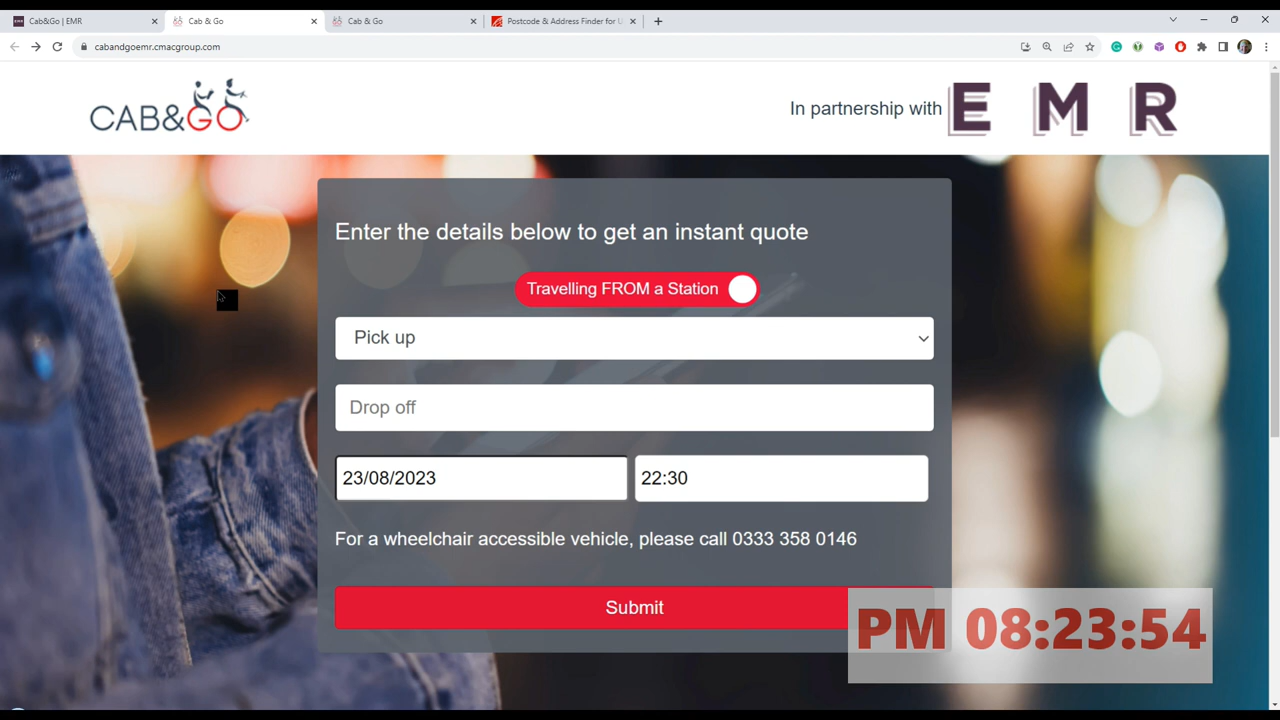 Cab&Go | EMR
Cab & Go
Cab & Go
Postcode & Address Finder for U
cabandgoemr.cmacgroup.com
CAB&GO
In partnership with EMR
Enter the details below to get an instant quote
Travelling FROM a Station
Pick up
Drop off
23/08/2023
22:30
For a wheelchair accessible vehicle, please call 0333 358 0146
Submit
PM 08:23:54